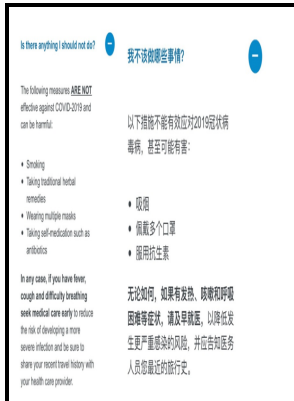 Is there anything I should not do?
The following measures ARE NOT
effective against COVID-2019 and
can be harmful:
• Smoking
• Taking traditional herbal
remedies
• Wearing multiple masks
• Taking self-medication such as
antibiotics
In any case, if you have fever,
cough and difficulty breathing
seek medical care early to reduce
the risk of developing a more
severe infection and be sure to
share your recent travel history with
your health care provider.
我不该做哪些事情?
以下措施不能有效应对2019冠状病
毒病，甚至可能有害：
• 吸烟
• 佩戴多个口罩
• 服用抗生素
无论如何，如果有发热、咳嗽和呼吸
困难等症状，请及早就医，以降低发
生更严重感染的风险，并应告知医务
人员您最近的旅行史。